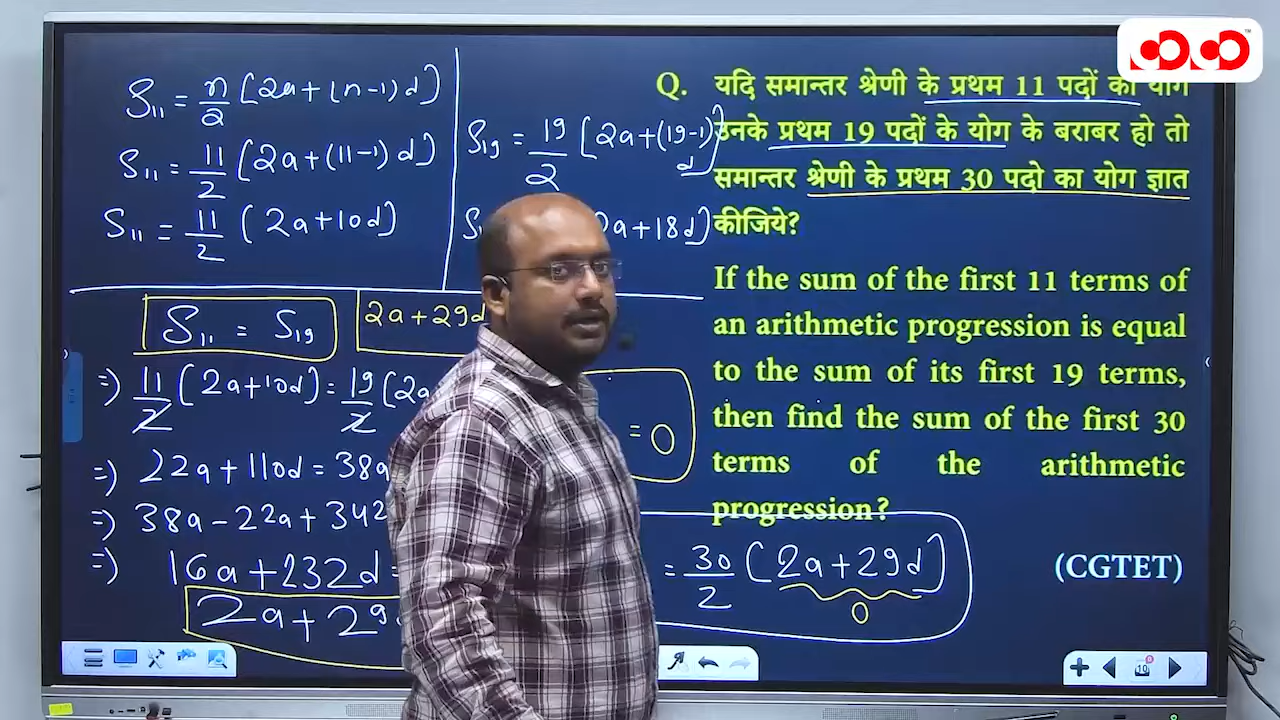 S₁₁ = n/2 [2a+(n-1)d]
S₁₁ = 11/2 [2a+(11-1)d]
S₁₁ = 11/2 (2a+10d)
S₁₉ = 19/2 [2a+(19-1)d]
a+18d]
S₁₁ = S₁₉
2a+29d
=) 11/2 (2a+10d) = 19/2 (2a
=) 22a+110d = 38a
=) 38a-22a+342
=) 16a+232d =
2a+29
= 0
= 30/2 (2a+29d)
0
Q. यदि समान्तर श्रेणी के प्रथम 11 पदों का योग
उनके प्रथम 19 पदों के योग के बराबर हो तो
समान्तर श्रेणी के प्रथम 30 पदो का योग ज्ञात
कीजिये?
If the sum of the first 11 terms of
an arithmetic progression is equal
to the sum of its first 19 terms,
then find the sum of the first 30
terms of the arithmetic
progression?
(CGTET)